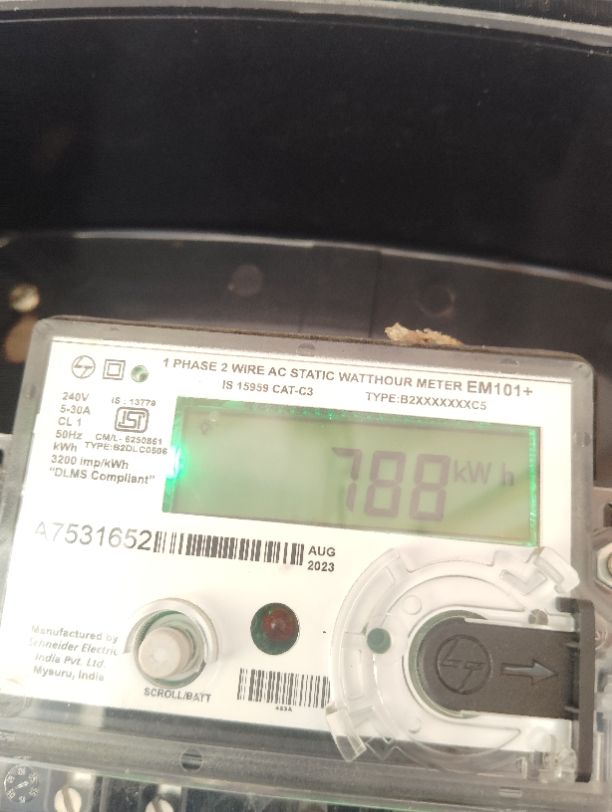 1 PHASE 2 WIRE AC STATIC WATTHOUR METER EM101+
IS 15959 CAT-C3 TYPE:B2XXXXXXXC5
240V IS : 13779
5-30A
CL 1
50Hz CM/L- 6250861
kWh TYPE:B2DLC0506
3200 imp/kWh
"DLMS Compliant"
788 kW h
A7531652
AUG
2023
Manufactured by
Schneider Electric
India Pvt. Ltd.
Mysuru, India
SCROLL/BATT